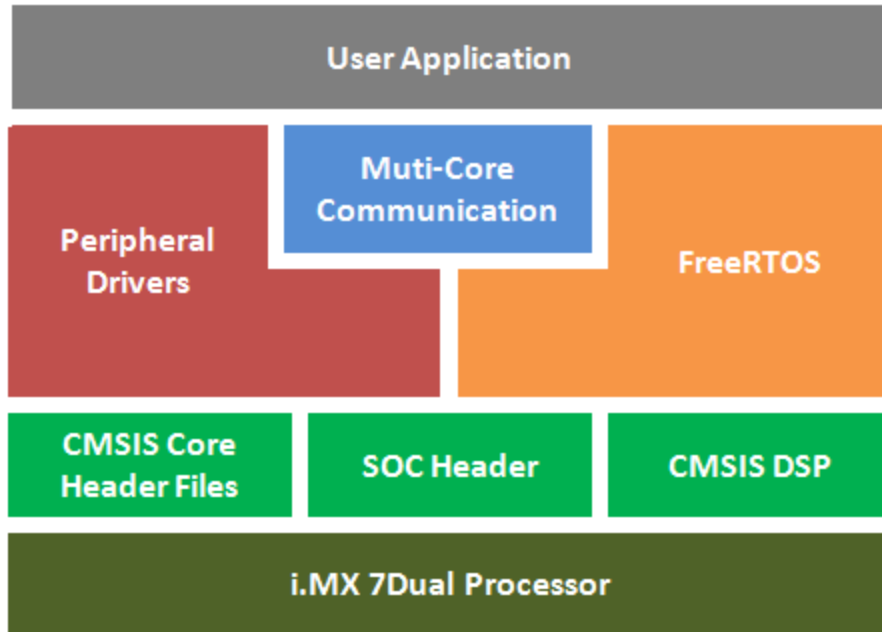 User Application
Muti-Core
Communication
Peripheral
Drivers
FreeRTOS
CMSIS Core
Header Files
SOC Header
CMSIS DSP
i.MX 7Dual Processor